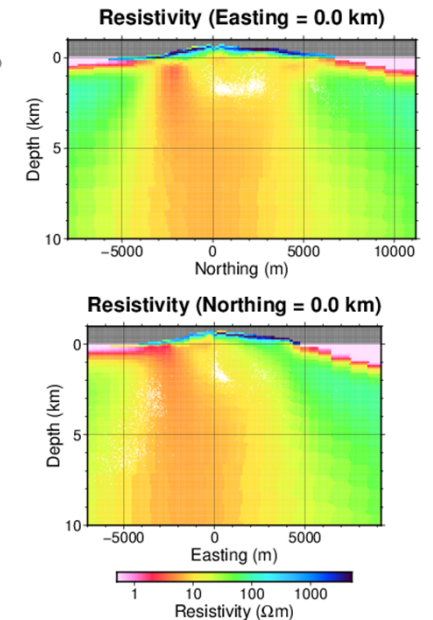 Resistivity (Easting = 0.0 km)
0
5
10
Depth (km)
−5000 0 5000 10000
Northing (m)
Resistivity (Northing = 0.0 km)
0
5
10
Depth (km)
−5000 0 5000
Easting (m)
1 10 100 1000
Resistivity (Ωm)